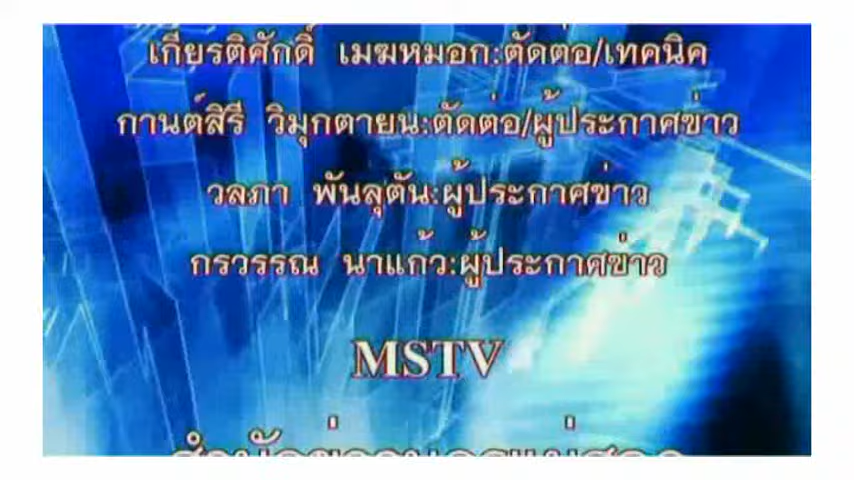 เกียรติศักดิ์ เมฆหมอก:ตัดต่อ/เทคนิค
กานต์สิรี วิมุกตายน:ตัดต่อ/ผู้ประกาศข่าว
วลภา พันลุตัน:ผู้ประกาศข่าว
กรวรรณ นาแก้ว:ผู้ประกาศข่าว
MSTV